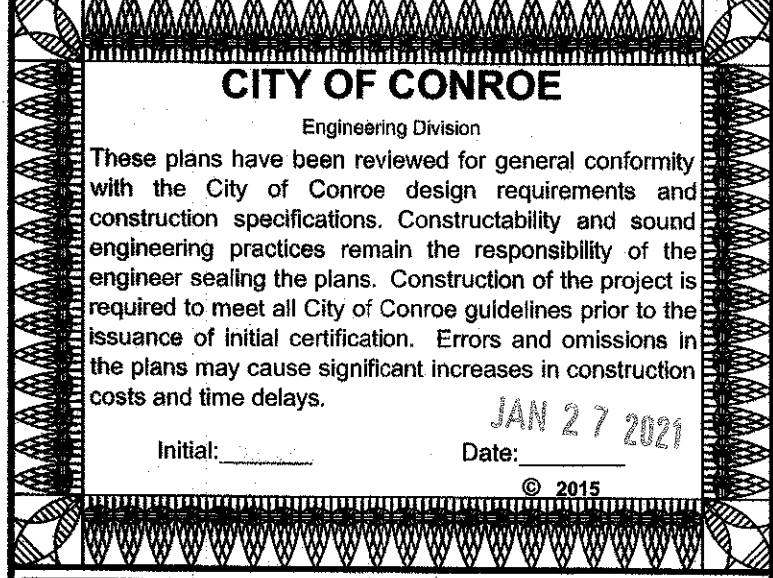 CITY OF CONROE
Engineering Division
These plans have been reviewed for general conformity
with the City of Conroe design requirements and
construction specifications. Constructability and sound
engineering practices remain the responsibility of the
engineer sealing the plans. Construction of the project is
required to meet all City of Conroe guidelines prior to the
issuance of initial certification. Errors and omissions in
the plans may cause significant increases in construction
costs and time delays.
JAN 27 2021
Initial: Date:
© 2015